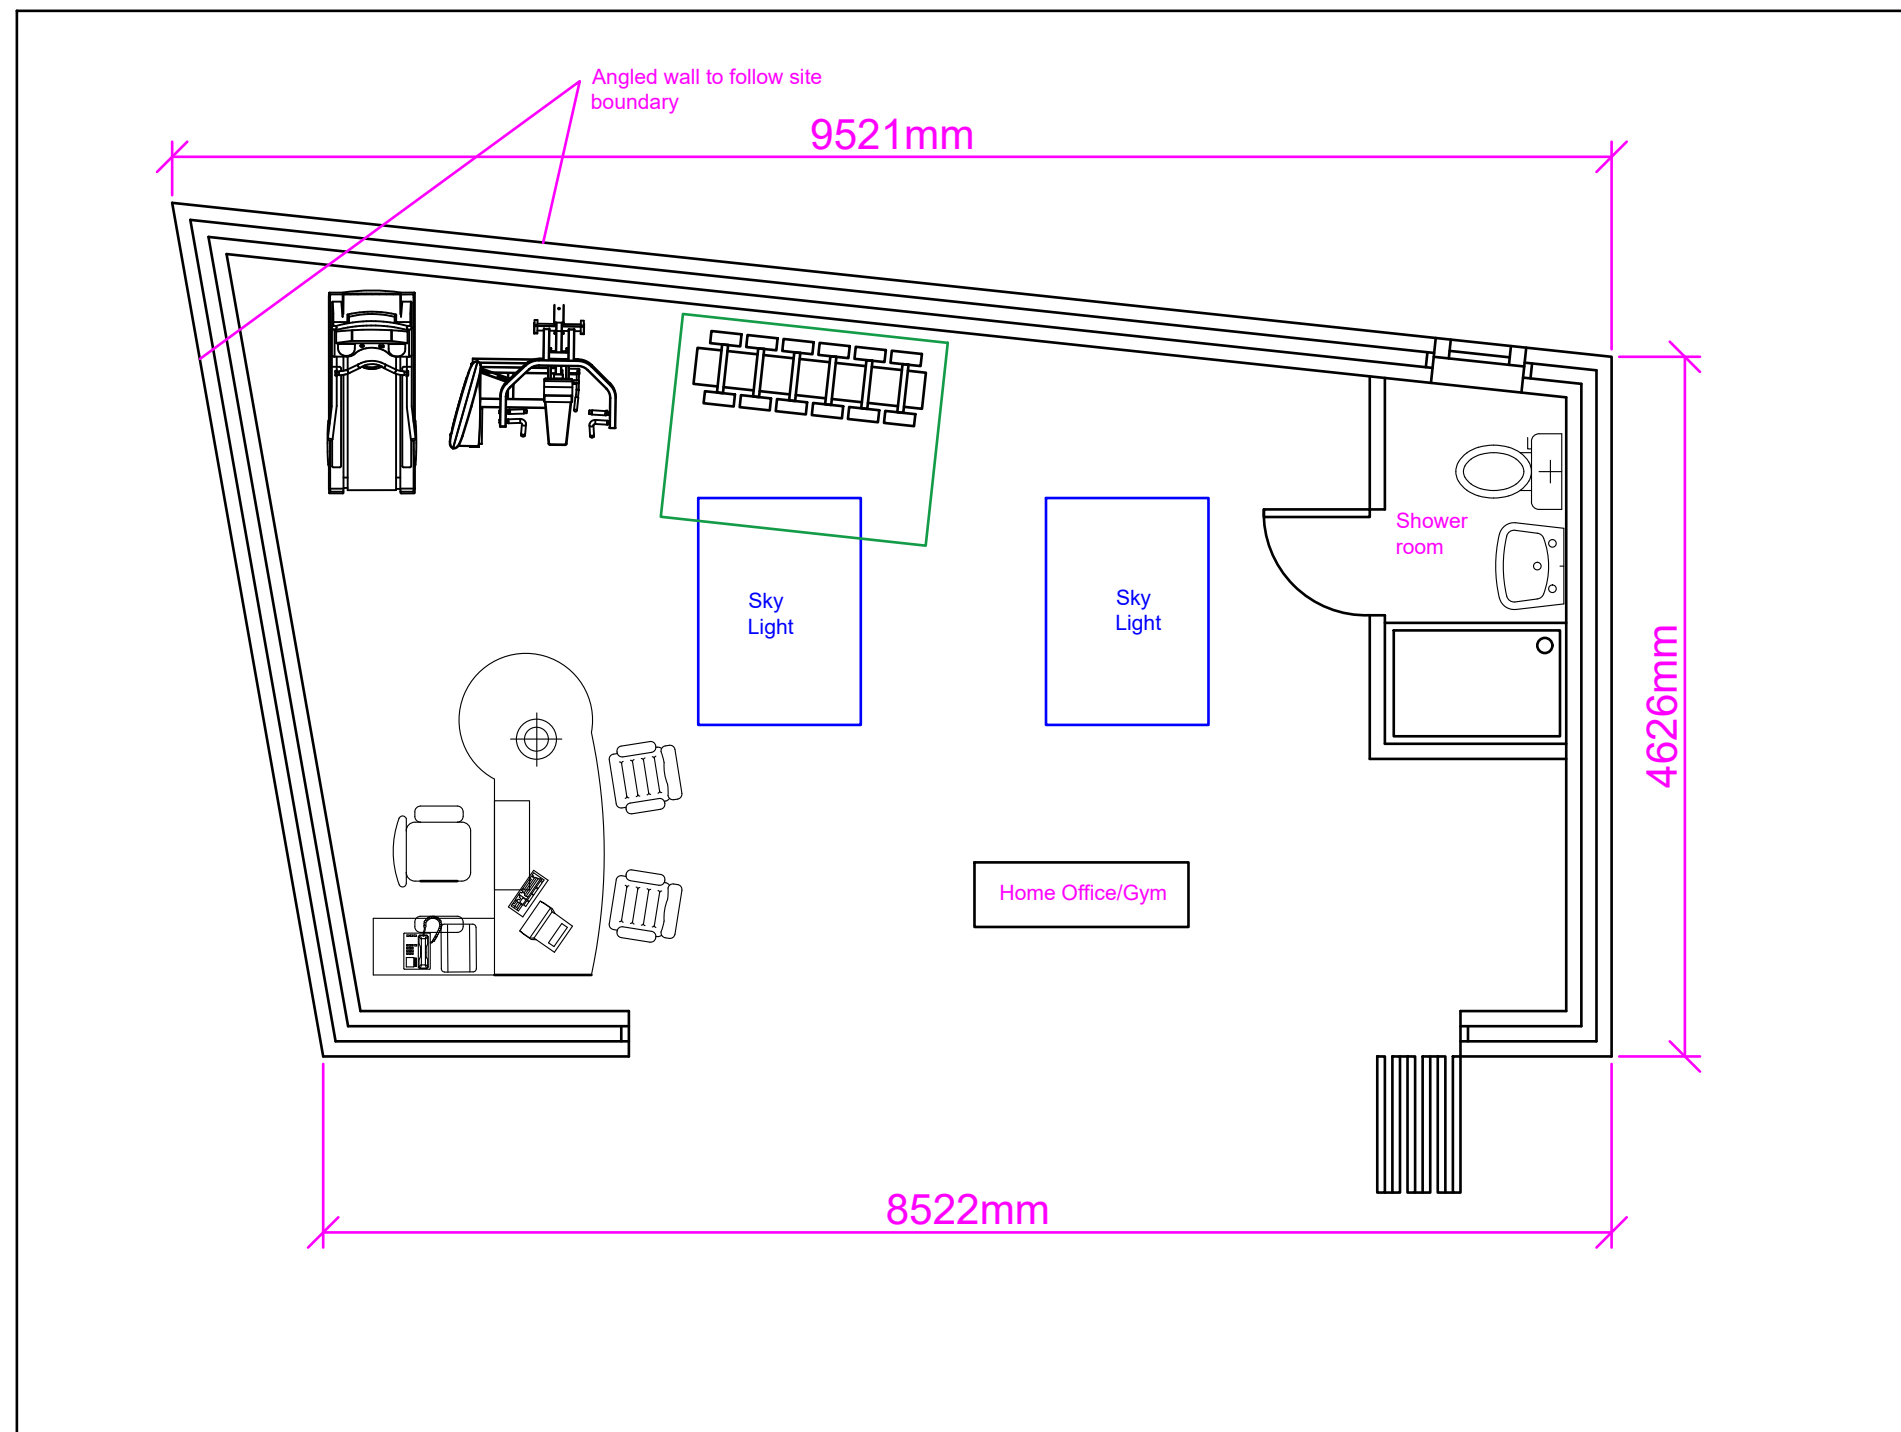 Angled wall to follow site
boundary
9521mm
Shower
room
Sky
Light
Sky
Light
4626mm
Home Office/Gym
8522mm